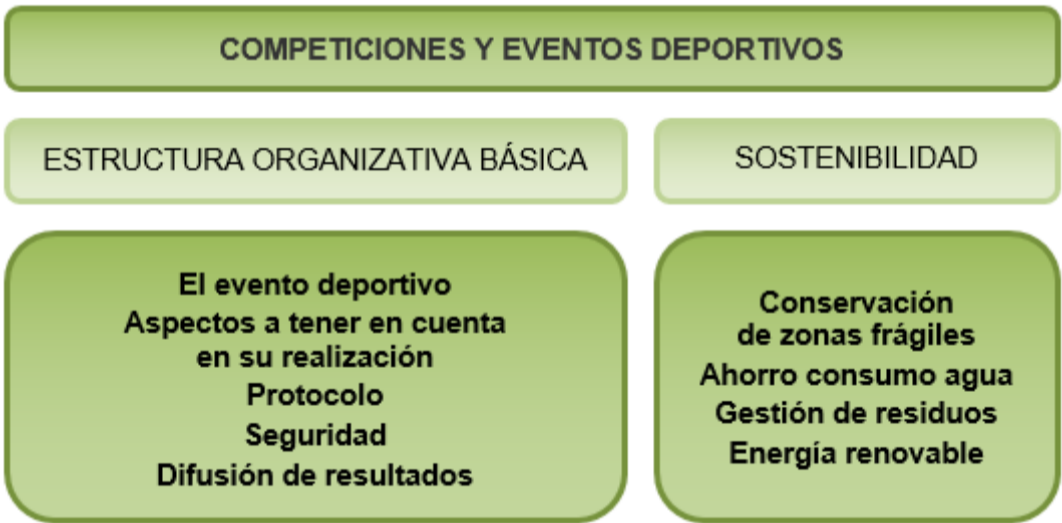 COMPETICIONES Y EVENTOS DEPORTIVOS
ESTRUCTURA ORGANIZATIVA BÁSICA
El evento deportivo
Aspectos a tener en cuenta
en su realización
Protocolo
Seguridad
Difusión de resultados
SOSTENIBILIDAD
Conservación
de zonas frágiles
Ahorro consumo agua
Gestión de residuos
Energía renovable